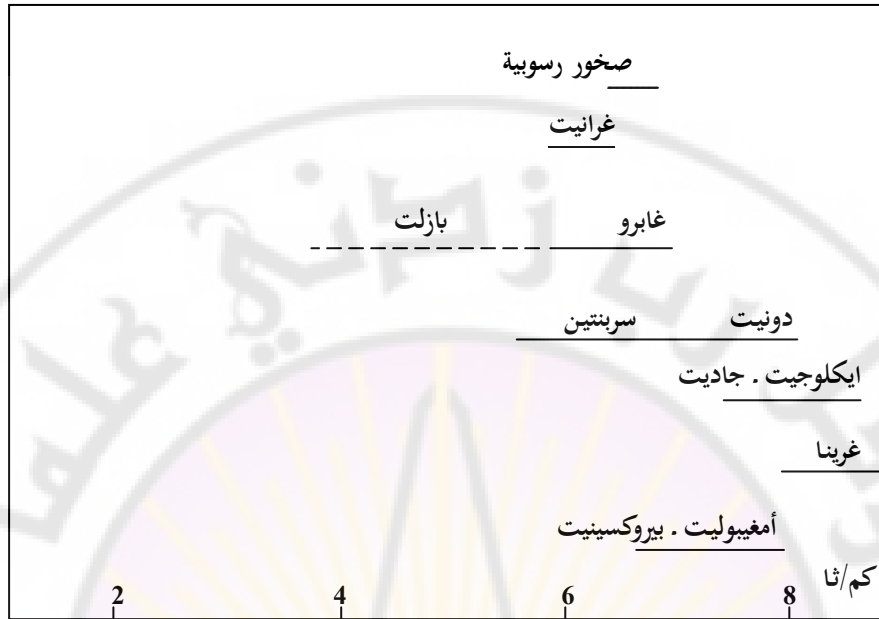 صخور رسوبية
غرانيت
غابرو بازلت
دونيت سربنتين
ايكلوجيت . جاديت
غرينا
أمغيبوليت . بيروكسينيت
كم/ثا
2 4 6 8